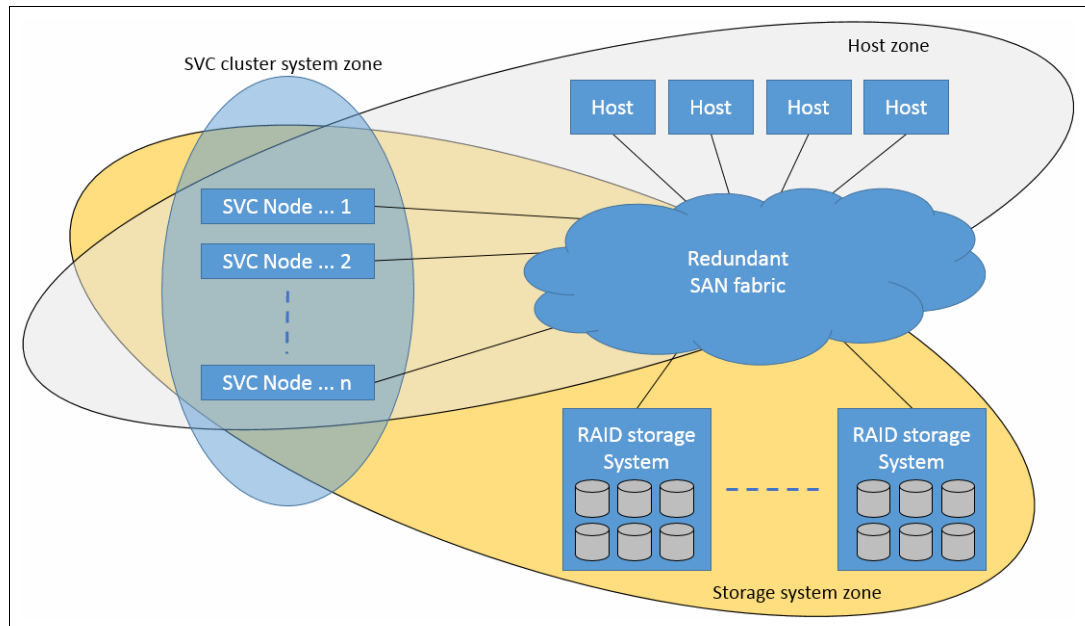 Host zone
SVC cluster system zone
Host
Host
Host
Host
SVC Node ... 1
SVC Node ... 2
SVC Node ... n
Redundant
SAN fabric
RAID storage
System
RAID storage
System
Storage system zone